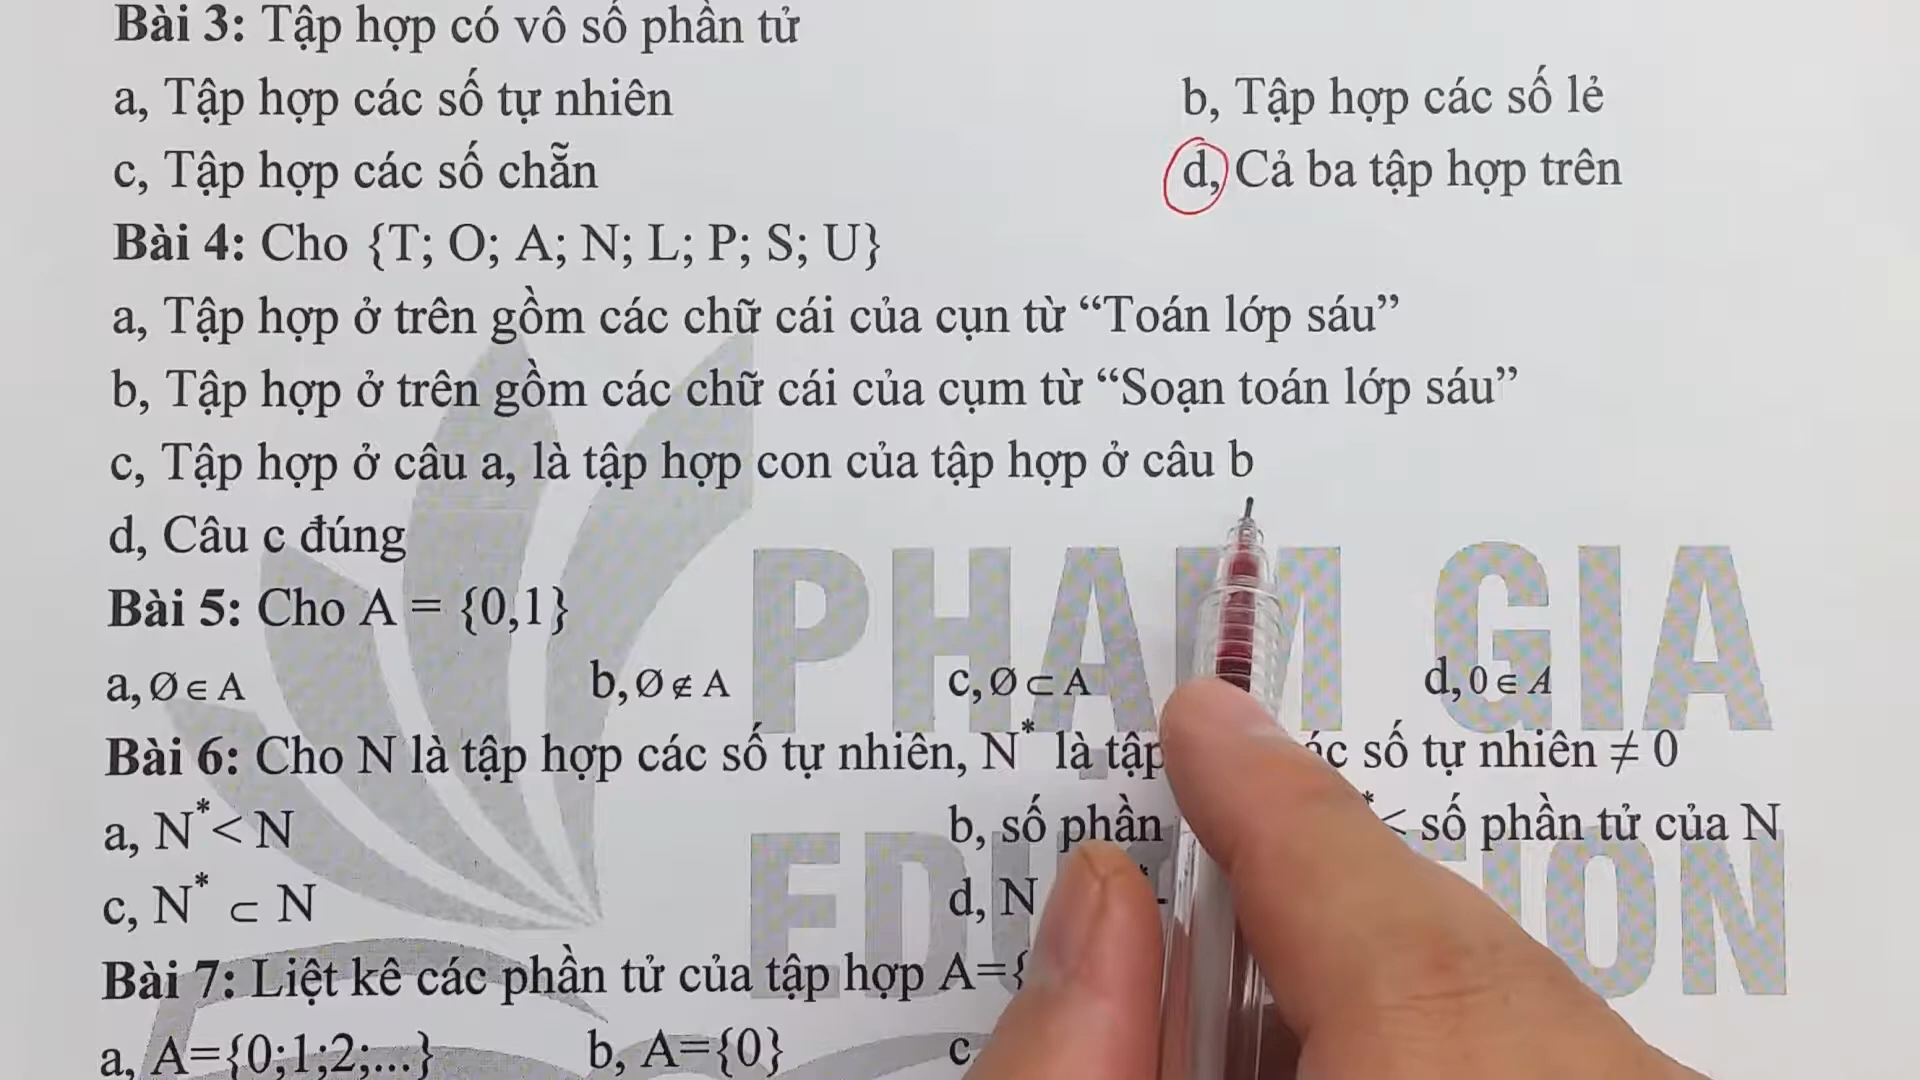 Bài 3: Tập hợp có vô số phần tử
a, Tập hợp các số tự nhiên b, Tập hợp các số lẻ
c, Tập hợp các số chẵn d, Cả ba tập hợp trên
Bài 4: Cho {T; O; A; N; L; P; S; U}
a, Tập hợp ở trên gồm các chữ cái của cụn từ “Toán lớp sáu”
b, Tập hợp ở trên gồm các chữ cái của cụm từ “Soạn toán lớp sáu”
c, Tập hợp ở câu a, là tập hợp con của tập hợp ở câu b
d, Câu c đúng
Bài 5: Cho A = {0,1}
a, Ø ∈ A b, Ø ∉ A c, Ø ⊂ A d, 0 ∈ A
Bài 6: Cho N là tập hợp các số tự nhiên, N* là tập số tự nhiên ≠ 0
a, N* < N b, số phần < số phần tử của N
c, N* ⊂ N d, N
Bài 7: Liệt kê các phần tử của tập hợp A={
a, A={0;1;2;...} b, A={0} c
PHẠM GIA